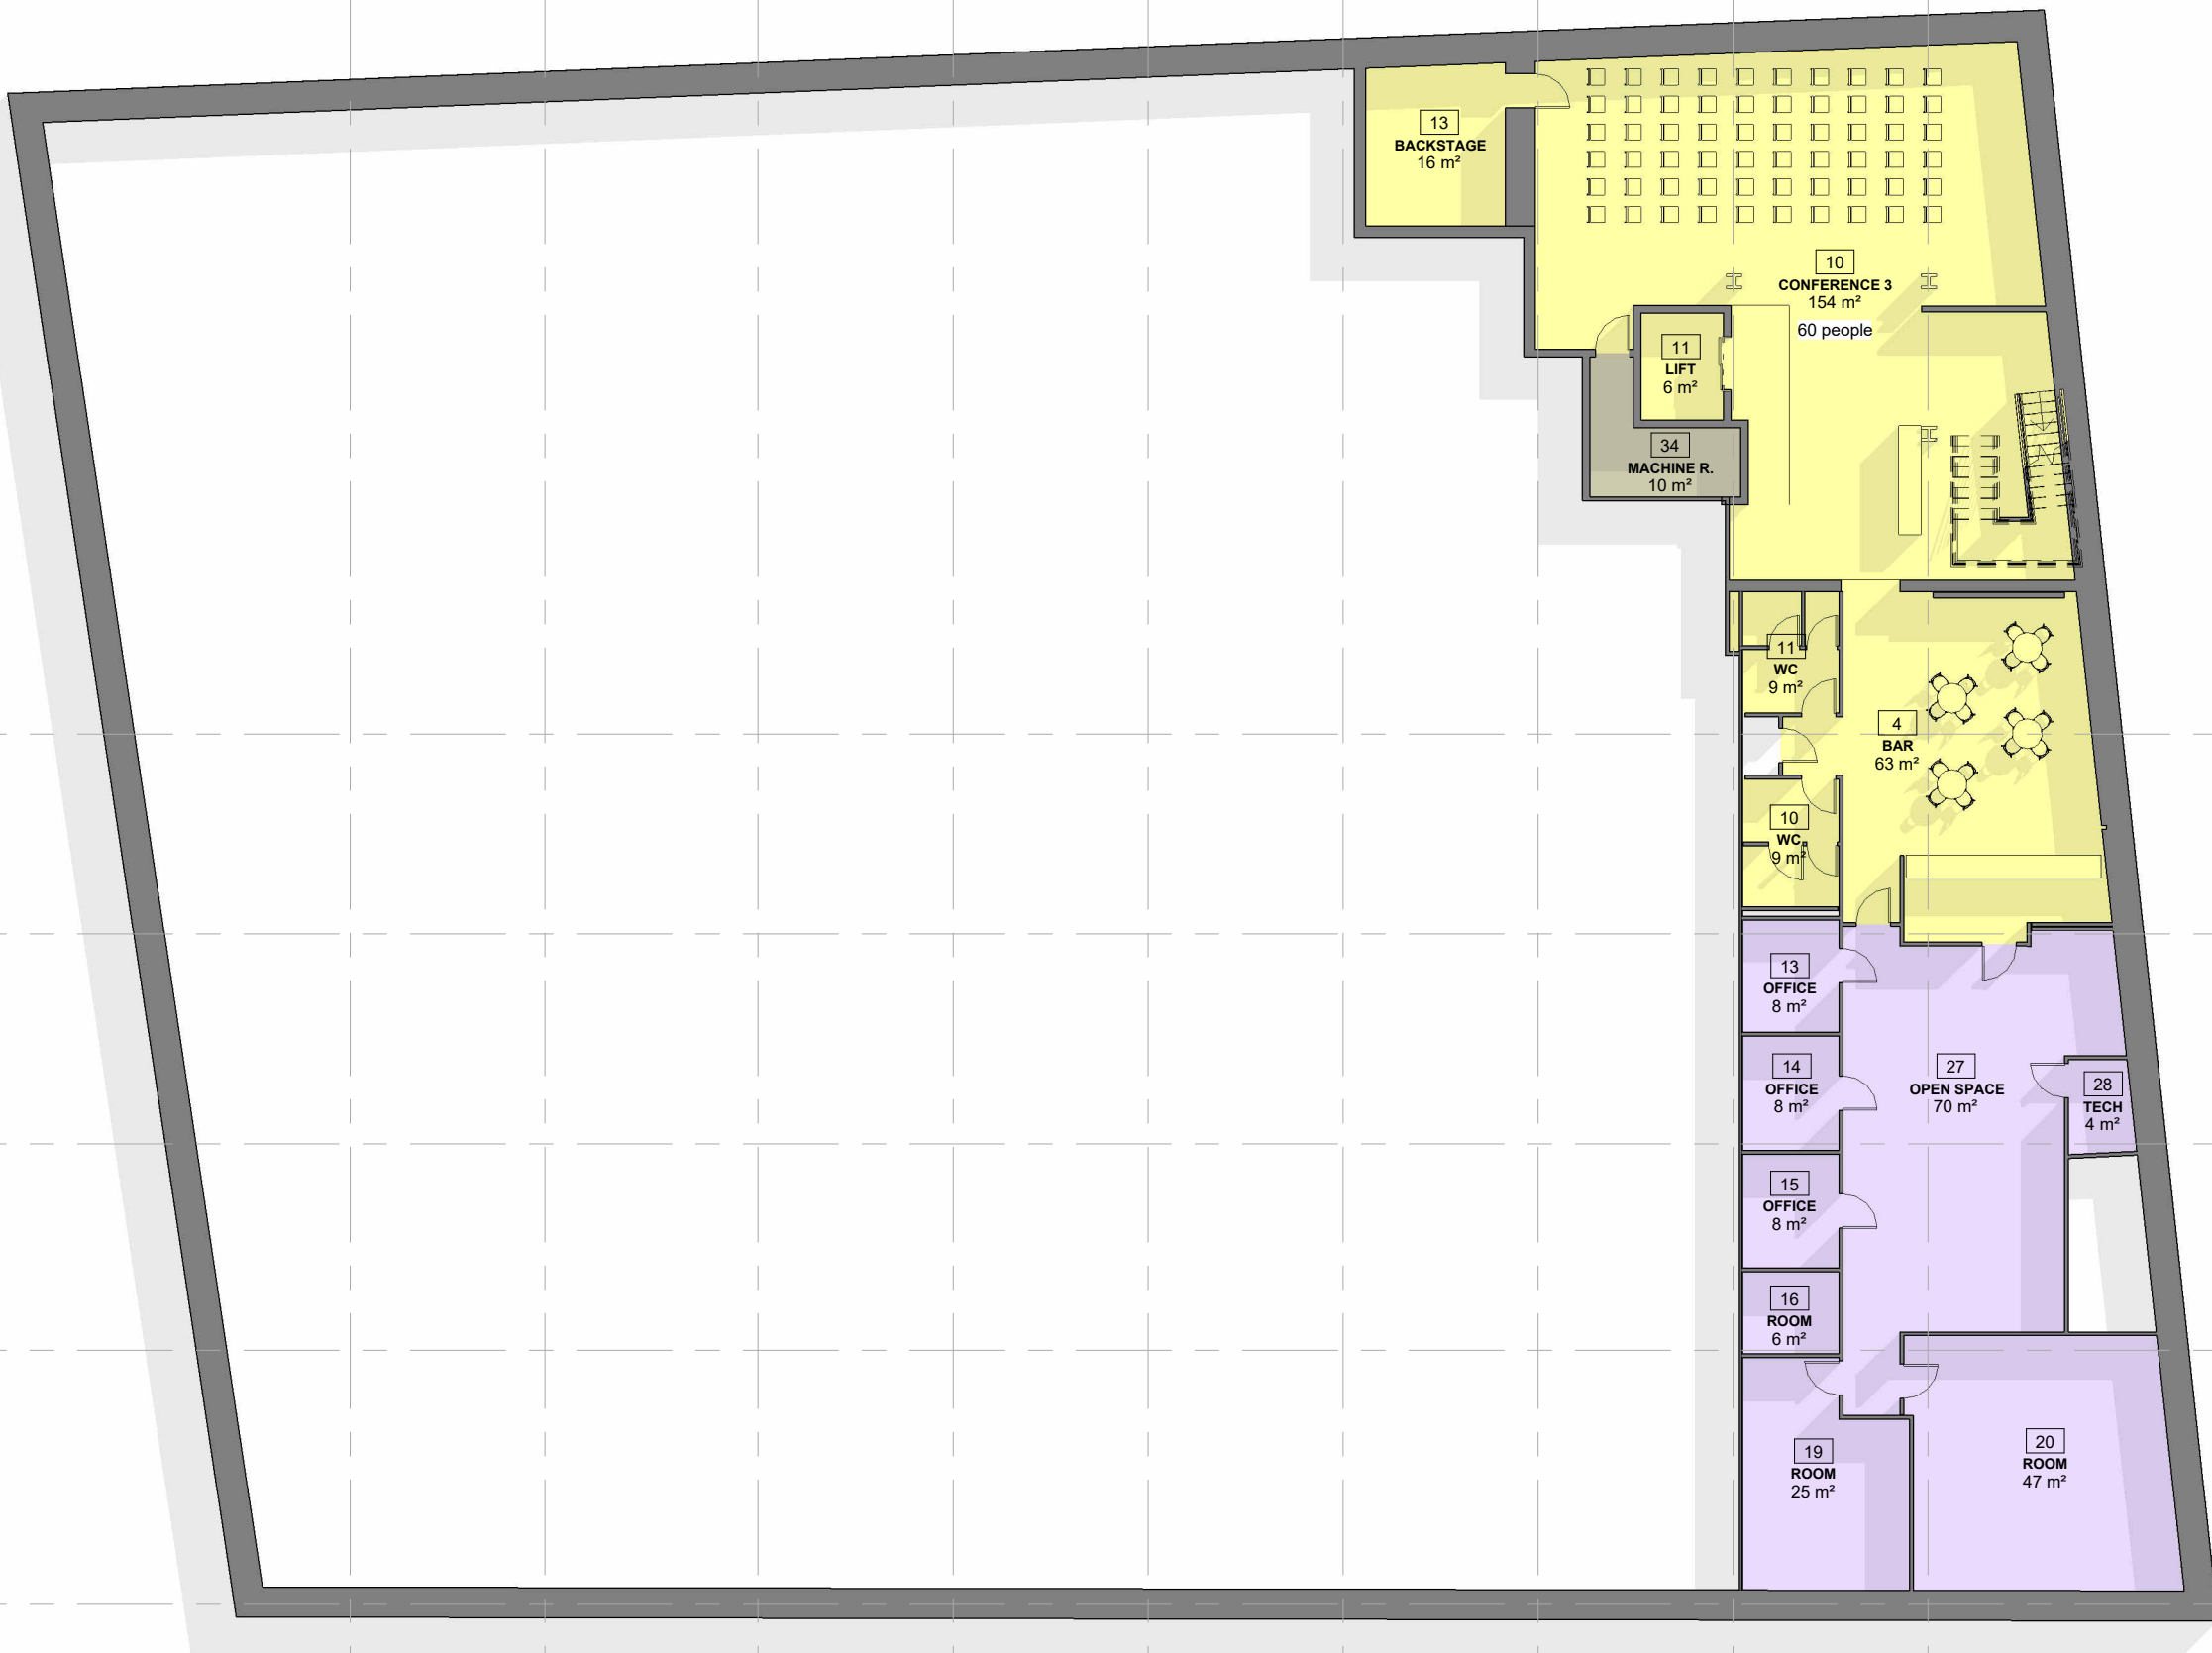 13
BACKSTAGE
16 m²
10
CONFERENCE 3
154 m²
60 people
11
LIFT
6 m²
34
MACHINE R.
10 m²
11
WC
9 m²
4
BAR
63 m²
10
WC
9 m²
13
OFFICE
8 m²
14
OFFICE
8 m²
27
OPEN SPACE
70 m²
28
TECH
4 m²
15
OFFICE
8 m²
16
ROOM
6 m²
19
ROOM
25 m²
20
ROOM
47 m²